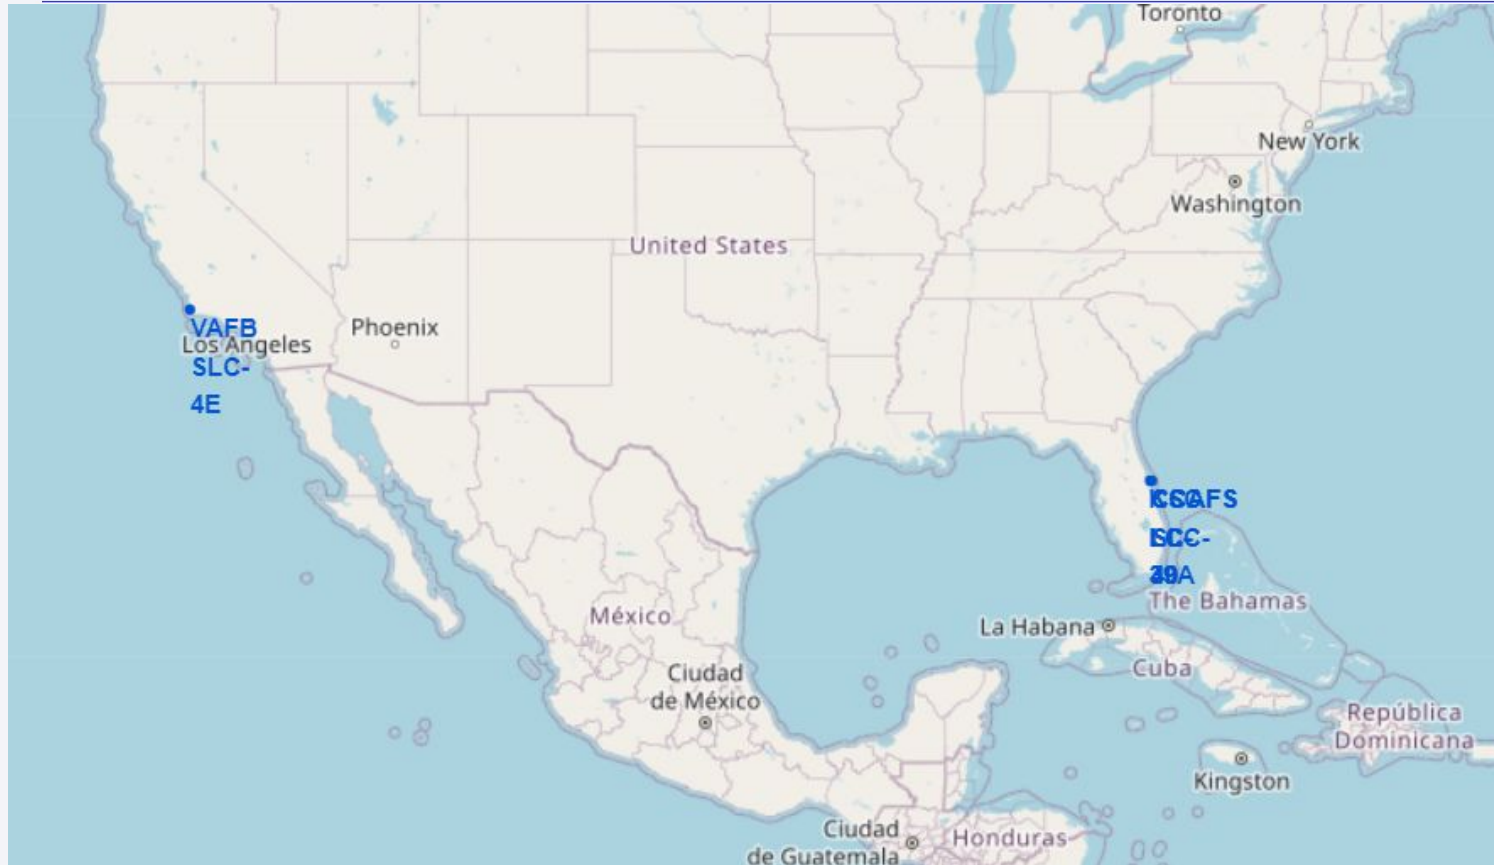 Toronto
New York
Washington
United States
VAFB
Los Angeles
SLC-
4E
Phoenix
México
Ciudad
de México
The Bahamas
La Habana
Cuba
República
Dominicana
Kingston
Ciudad
de Guatemala
Honduras